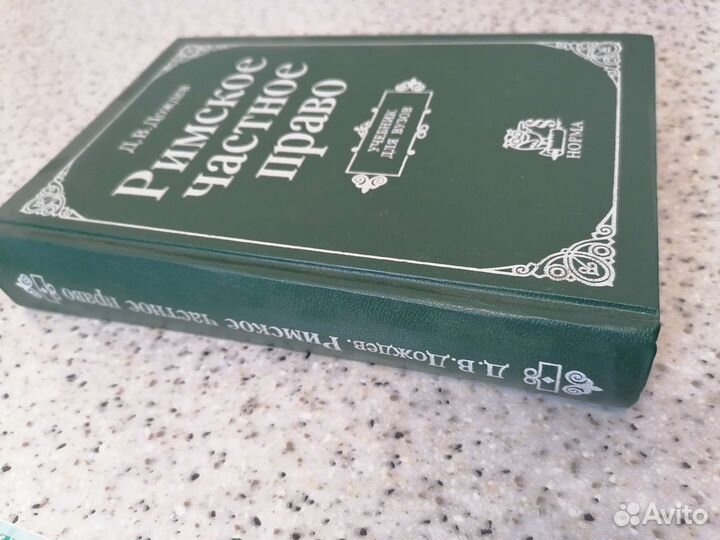 Д.В. Дождев
Римское
частное
право
УЧЕБНИК
ДЛЯ ВУЗОВ
НОРМА
Д.В. Дождев. Римское частное право
Avito